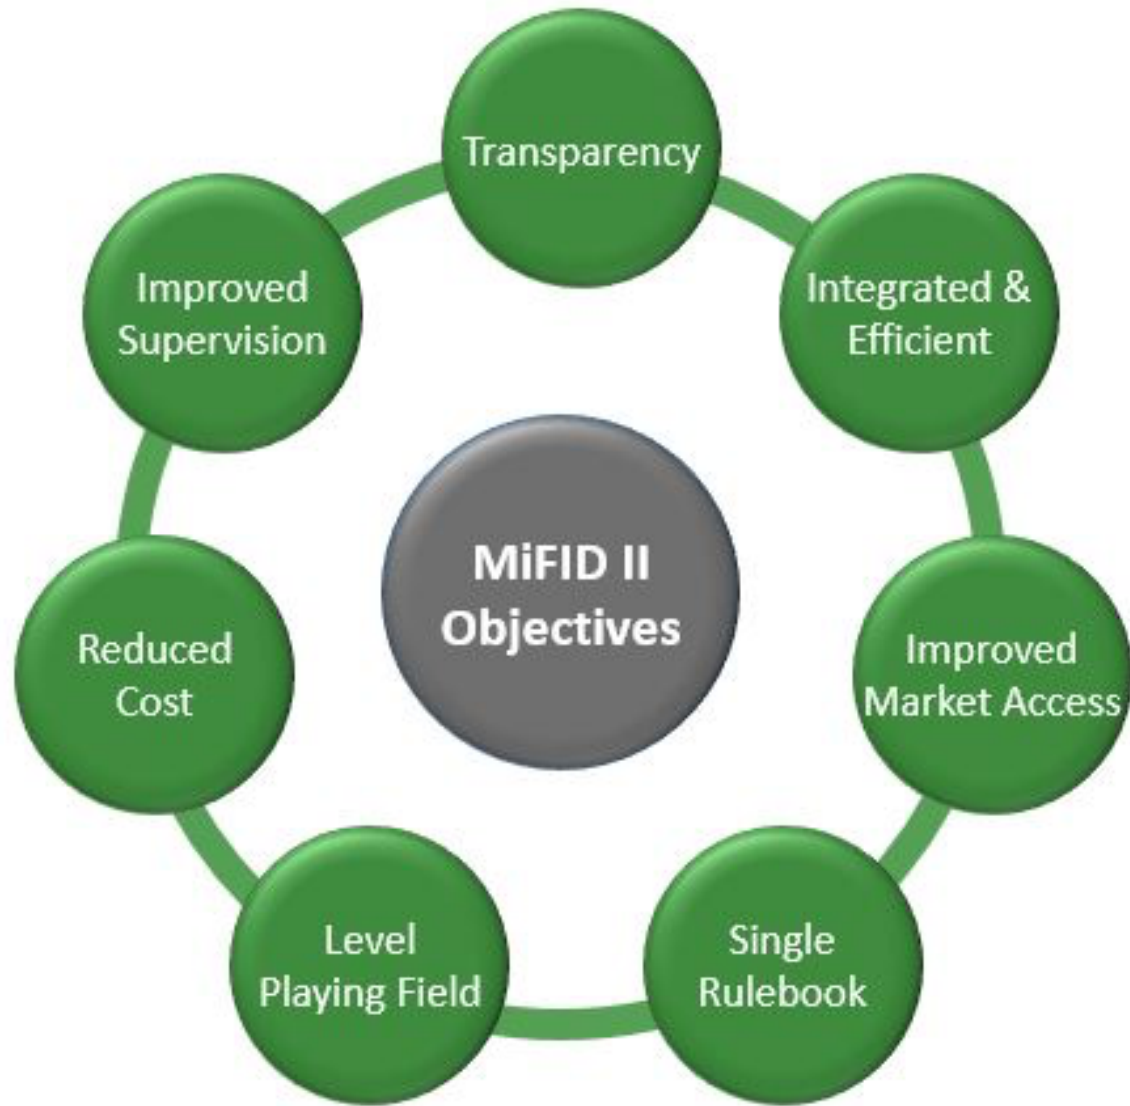 Transparency
Integrated &
Efficient
Improved
Market Access
Single
Rulebook
Level
Playing Field
Reduced
Cost
Improved
Supervision
MiFID II
Objectives